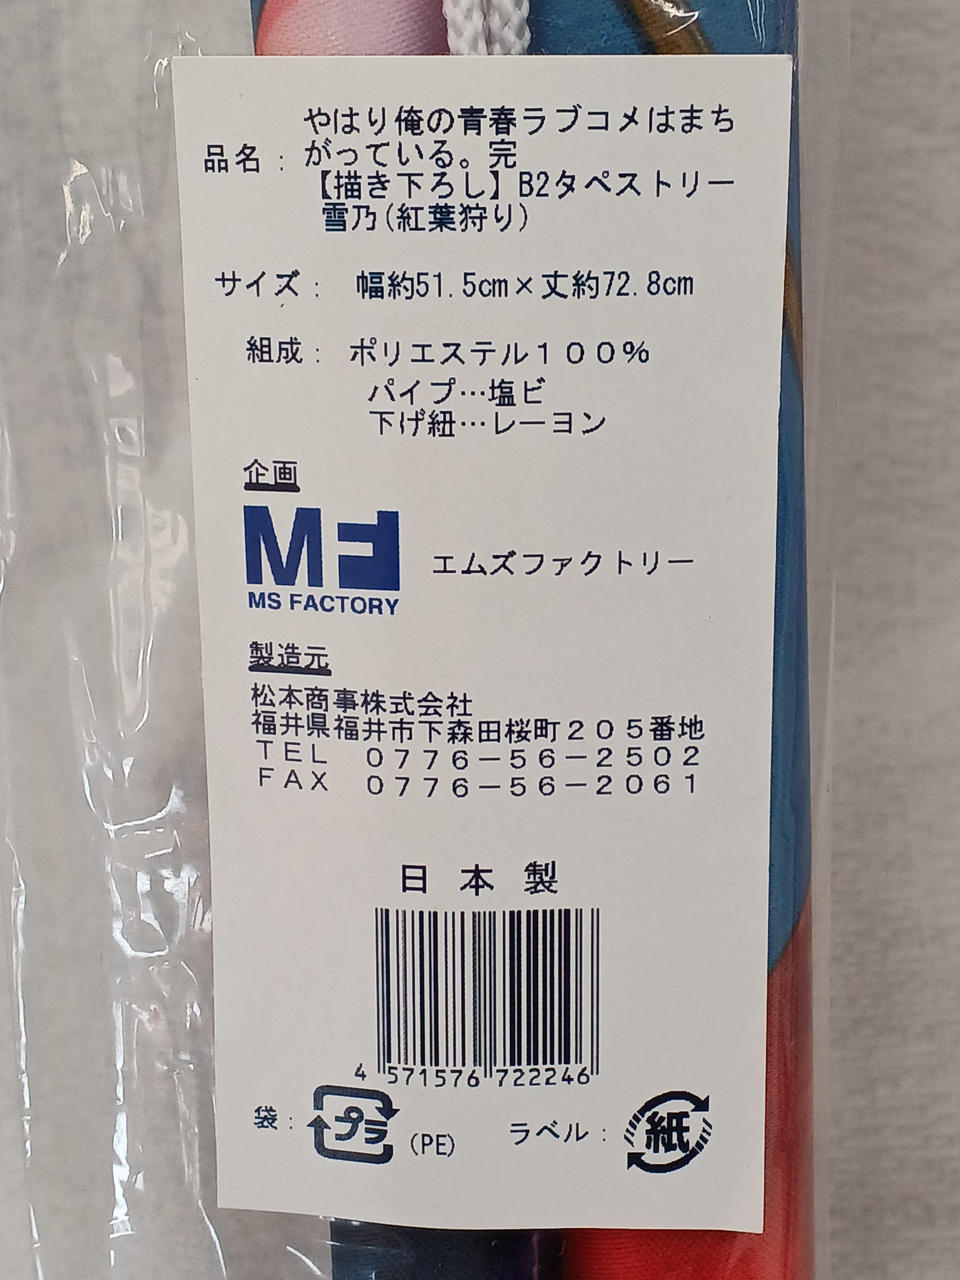 品名: やはり俺の青春ラブコメはまち
がっている。完
【描き下ろし】B2タペストリー
雪乃(紅葉狩り)
サイズ: 幅約51.5cm×丈約72.8cm
組成: ポリエステル１００％
パイプ…塩ビ
下げ紐…レーヨン
企画
MF
MS FACTORY
エムズファクトリー
製造元
松本商事株式会社
福井県福井市下森田桜町２０５番地
ＴＥＬ　０７７６－５６－２５０２
ＦＡＸ　０７７６－５６－２０６１
日本製
4 571576 722246
袋: プラ (PE) ラベル: 紙